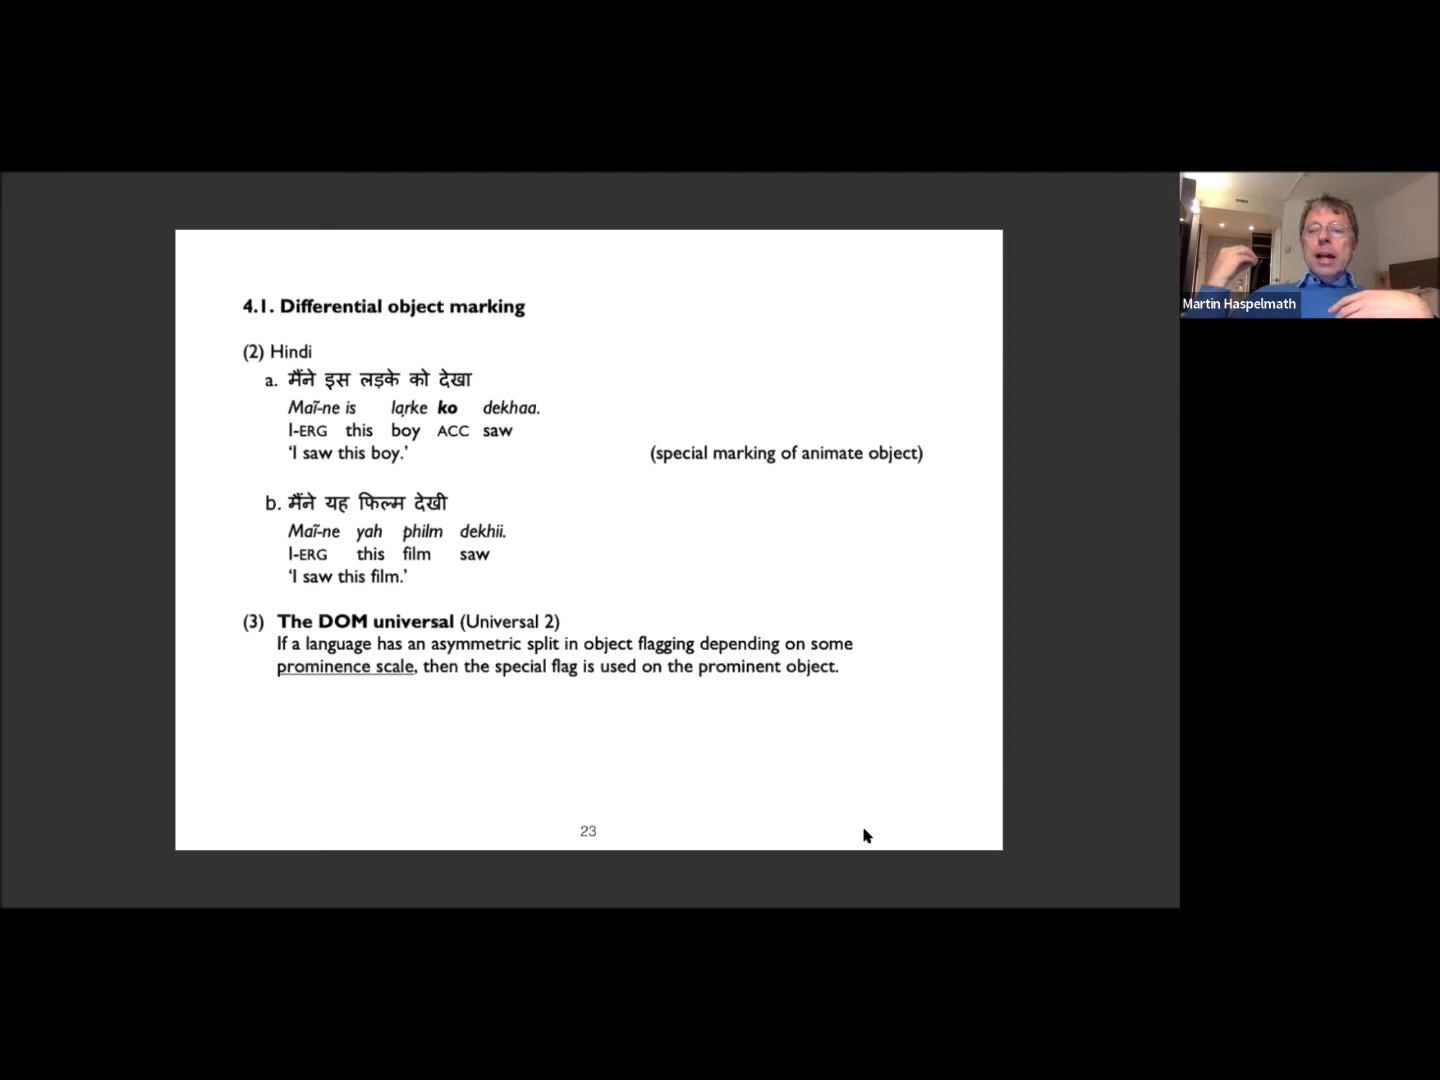 4.1. Differential object marking
(2) Hindi
a. मैंने इस लड़के को देखा
Maĩ-ne is laṛke ko dekhaa.
I-ERG this boy ACC saw
‘I saw this boy.’ (special marking of animate object)
b. मैंने यह फिल्म देखी
Maĩ-ne yah philm dekhii.
I-ERG this film saw
‘I saw this film.’
(3) The DOM universal (Universal 2)
If a language has an asymmetric split in object flagging depending on some
prominence scale, then the special flag is used on the prominent object.
23
Martin Haspelmath